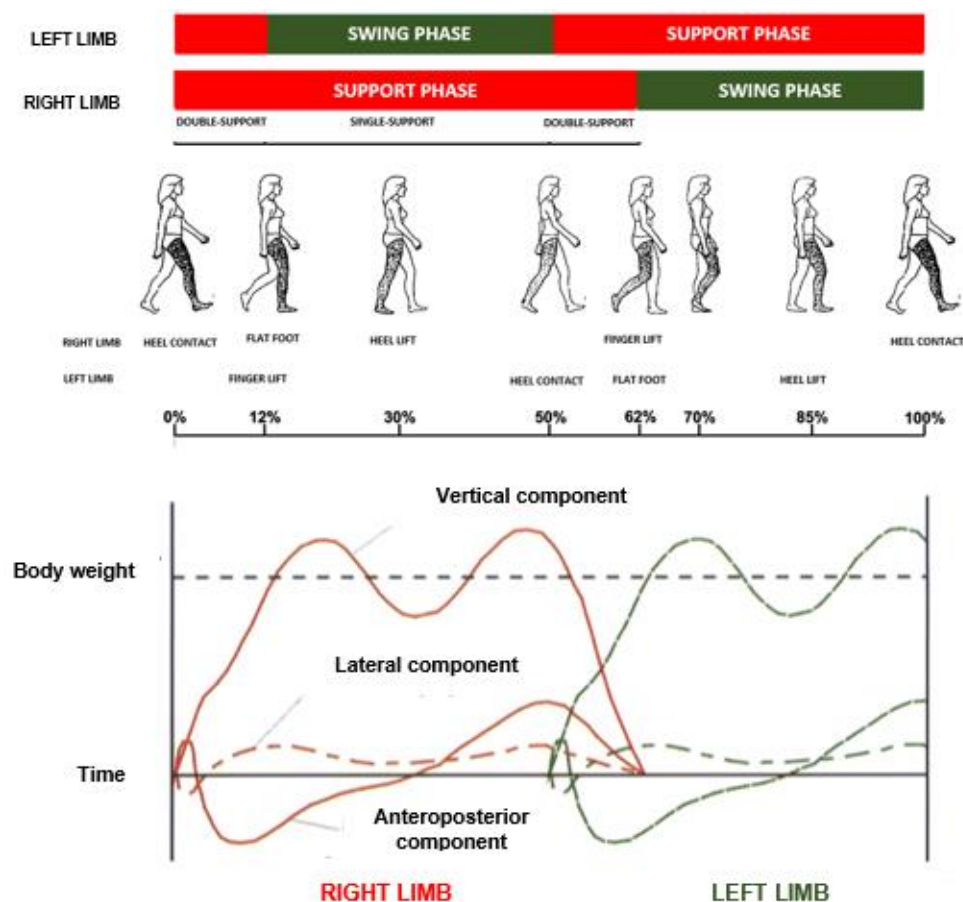 LEFT LIMB SWING PHASE SUPPORT PHASE
RIGHT LIMB SUPPORT PHASE SWING PHASE
DOUBLE-SUPPORT SINGLE-SUPPORT DOUBLE-SUPPORT
RIGHT LIMB HEEL CONTACT FLAT FOOT HEEL LIFT FINGER LIFT HEEL CONTACT
LEFT LIMB FINGER LIFT HEEL CONTACT FLAT FOOT HEEL LIFT
0% 12% 30% 50% 62% 70% 85% 100%
Vertical component
Body weight
Lateral component
Time
Anteroposterior
component
RIGHT LIMB LEFT LIMB